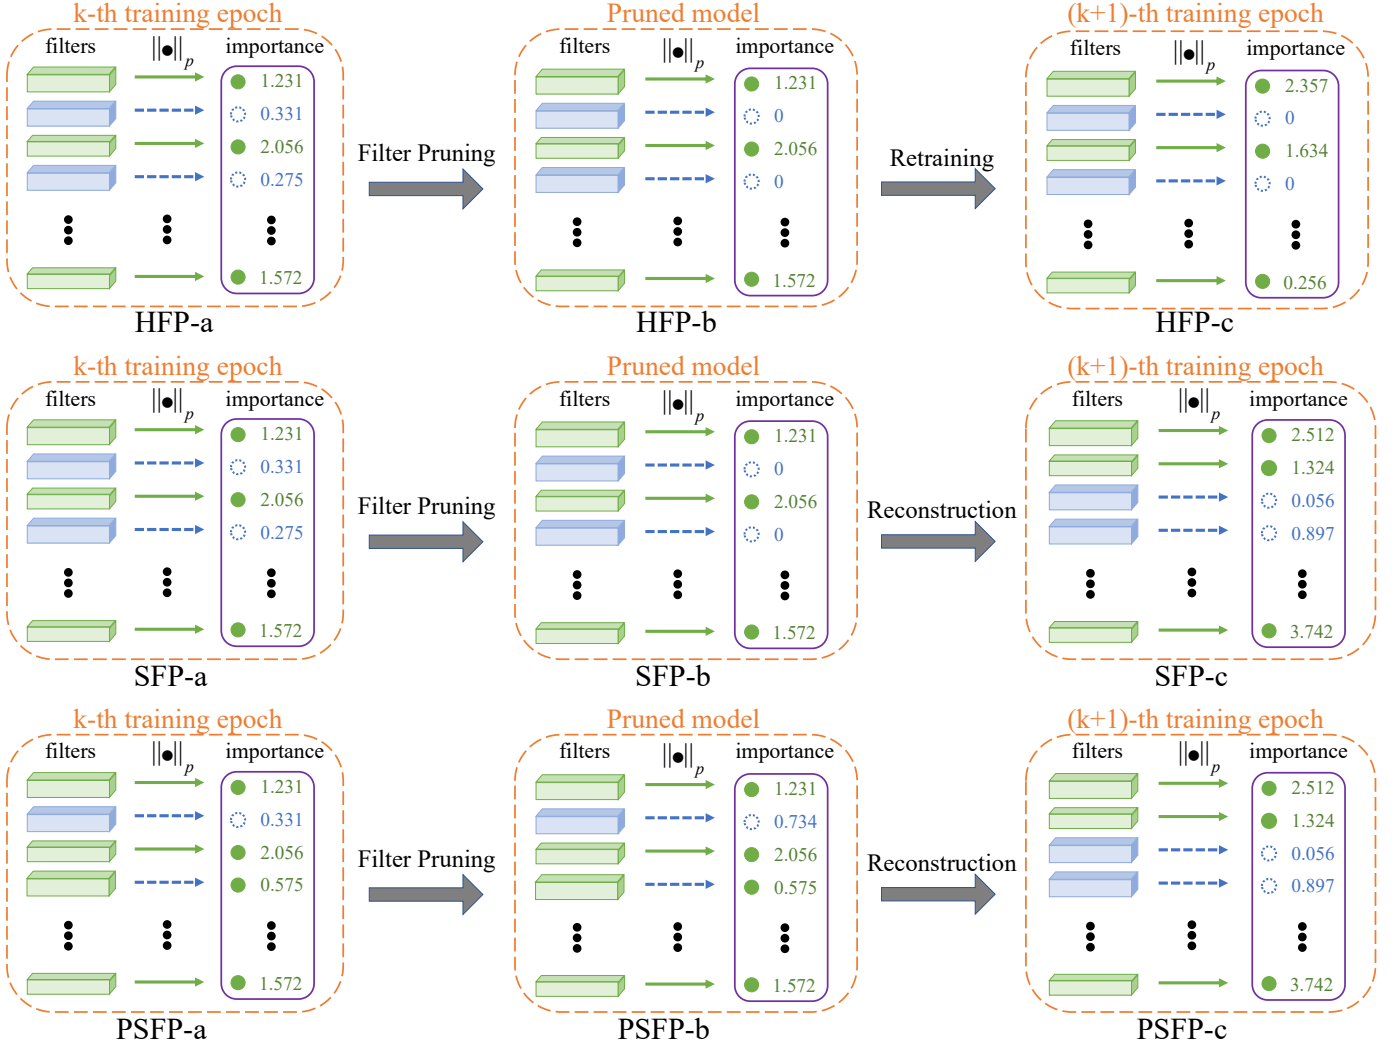 k-th training epoch
Pruned model
(k+1)-th training epoch
filters ||●||p importance
filters ||●||p importance
filters ||●||p importance
1.231
0.331
2.056
0.275
1.572
Filter Pruning
1.231
0
2.056
0
1.572
Retraining
2.357
0
1.634
0
0.256
HFP-a
HFP-b
HFP-c
k-th training epoch
Pruned model
(k+1)-th training epoch
filters ||●||p importance
filters ||●||p importance
filters ||●||p importance
1.231
0.331
2.056
0.275
1.572
Filter Pruning
1.231
0
2.056
0
1.572
Reconstruction
2.512
1.324
0.056
0.897
3.742
SFP-a
SFP-b
SFP-c
k-th training epoch
Pruned model
(k+1)-th training epoch
filters ||●||p importance
filters ||●||p importance
filters ||●||p importance
1.231
0.331
2.056
0.575
1.572
Filter Pruning
1.231
0.734
2.056
0.575
1.572
Reconstruction
2.512
1.324
0.056
0.897
3.742
PSFP-a
PSFP-b
PSFP-c